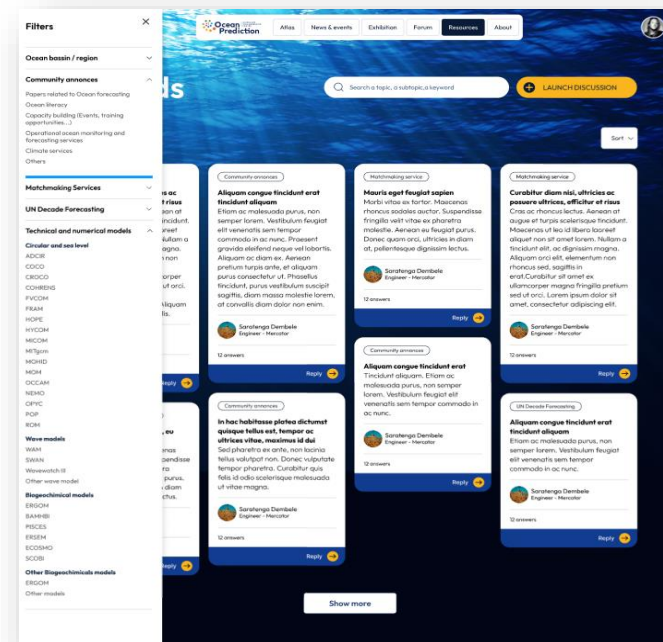 Filters
Ocean bassin / region
Community annonces
Papers related to Ocean forecasting
Ocean literacy
Capacity building (Events, training
opportunities...)
Operational ocean monitoring and
forecasting services
Climate services
Others
Matchmaking Services
UN Decade Forecasting
Technical and numerical models
Circular and sea level
ADCIR
COCO
CROCO
COHRENS
FVCOM
FRAM
HOPE
HYCOM
MICOM
MITgcm
MOHID
MOM
OCCAM
NEMO
OPYC
POP
ROM
Wave models
WAM
SWAN
Wavewatch III
Other wave model
Biogeochemical models
ERGOM
BAMHBI
PISCES
ERSEM
ECOSMO
SCOBI
Other Biogeochimicals models
ERGOM
Other models
Ocean
Prediction
Atlas
News & events
Exhibition
Forum
Resources
About
ds
Search a topic, a subtopic,a keyword
LAUNCH DISCUSSION
Sort
Reply
Reply
Community annonces
Aliquam congue tincidunt erat
tincidunt aliquam
Etiam ac malesuada purus, non
semper lorem. Vestibulum feugiat
elit venenatis sem tempor
commodo in ac nunc. Praesent
gravida eleifend neque vel lobortis.
Aliquam ac diam ex. Aenean
pretium turpis ante, et aliquam
purus consectetur ut. Phasellus
tincidunt, purus vestibulum suscipit
sagittis, diam massa molestie lorem,
at convallis diam dolor non enim.
Saratenga Dembele
Engineer - Mercator
12 answers
Reply
Community annonces
In hac habitasse platea dictumst
quisque tellus est, tempor ac
ultrices vitae, maximus id dui
Sed pharetra ex ante, non lacinia
tellus volutpat non. Donec vulputate
tempor pharetra. Curabitur quis
felis id odio scelerisque malesuada
ut vitae magna.
Saratenga Dembele
Engineer - Mercator
12 answers
Reply
Matchmaking service
Mauris eget feugiat sapien
Morbi vitae ex tortor. Maecenas
rhoncus sodales auctor. Suspendisse
fringilla velit vitae ex pharetra
molestie. Aenean eu feugiat purus.
Donec quam orci, ultricies in diam
at, pellentesque dignissim lectus.
Saratenga Dembele
Engineer - Mercator
12 answers
Reply
Community annonces
Aliquam congue tincidunt erat
Tincidunt aliquam. Etiam ac
malesuada purus, non semper
lorem. Vestibulum feugiat elit
venenatis sem tempor commodo in
ac nunc.
Saratenga Dembele
Engineer - Mercator
12 answers
Reply
Matchmaking service
Curabitur diam nisl, ultricies ac
posuere ultrices, efficitur et risus
Cras ac rhoncus lectus. Aenean at
augue et turpis scelerisque tincidunt.
Maecenas ut leo id libero laoreet
aliquet non sit amet lorem. Nullam a
tincidunt elit, ac dignissim magna.
Aliquam orci elit, elementum non
rhoncus sed, sagittis in
erat.Curabitur sit amet ex
ullamcorper magna fringilla pretium
sed ut orci. Lorem ipsum dolor sit
amet, consectetur adipiscing elit.
Saratenga Dembele
Engineer - Mercator
12 answers
Reply
UN Decade Forecasting
Aliquam congue tincidunt erat
tincidunt aliquam
Etiam ac malesuada purus, non
semper lorem. Vestibulum feugiat
elit venenatis sem tempor
commodo in ac nunc.
Saratenga Dembele
Engineer - Mercator
12 answers
Reply
Show more